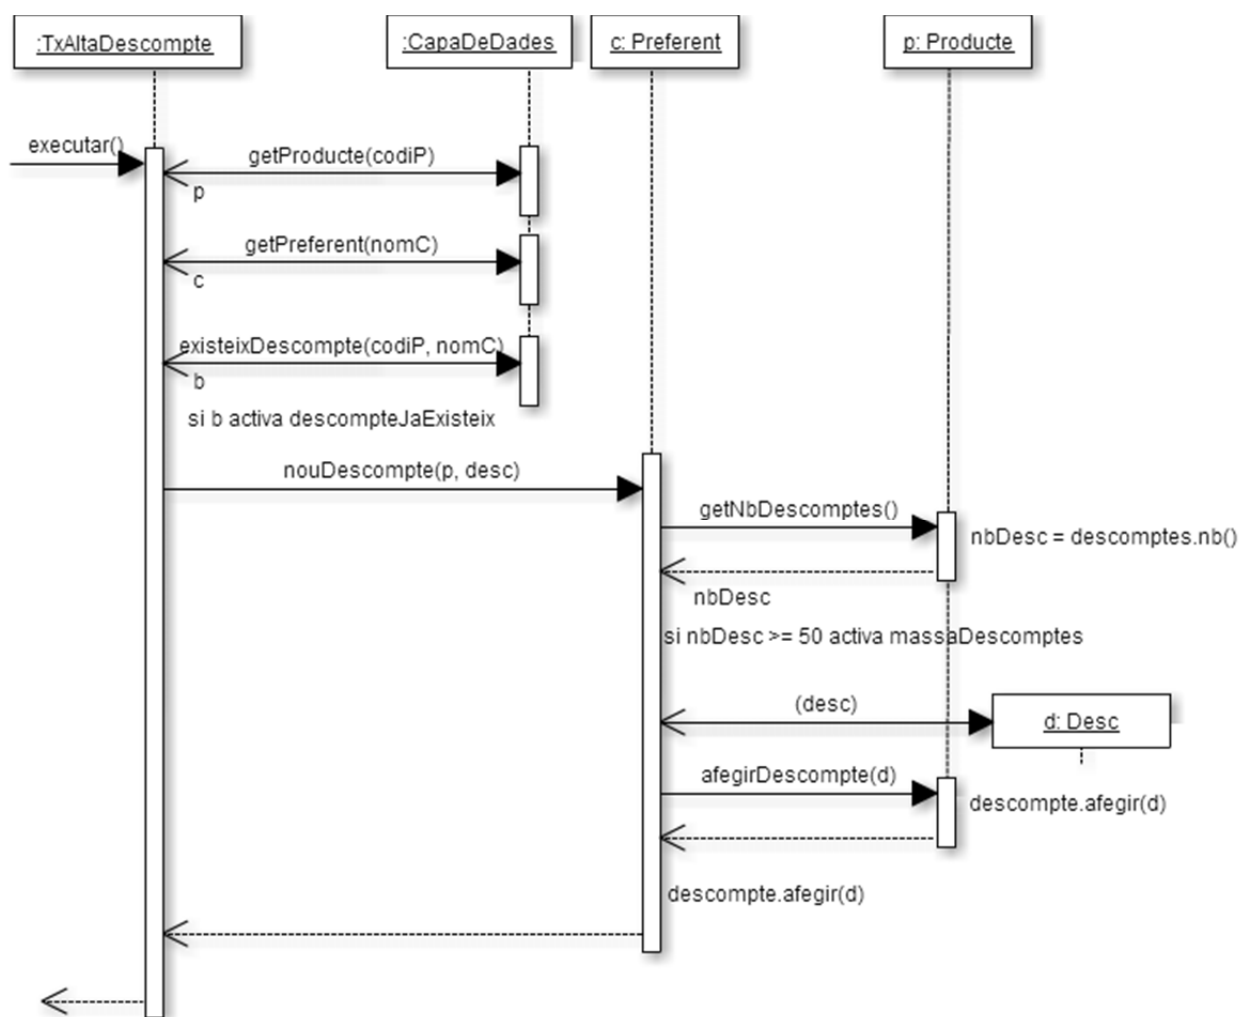 :TxAltaDescompte
:CapaDeDades
c: Preferent
p: Producte
executar()
getProducte(codiP)
p
getPreferent(nomC)
c
existeixDescompte(codiP, nomC)
b
si b activa descompteJaExisteix
nouDescompte(p, desc)
getNbDescomptes()
nbDesc = descomptes.nb()
nbDesc
si nbDesc >= 50 activa massaDescomptes
(desc)
d: Desc
afegirDescompte(d)
descompte.afegir(d)
descompte.afegir(d)